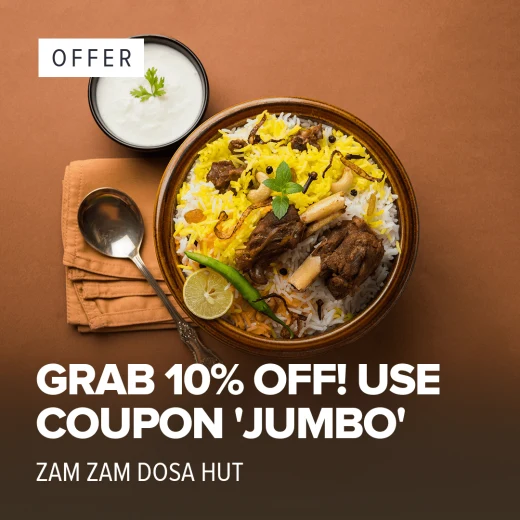 OFFER
GRAB 10% OFF! USE
COUPON 'JUMBO'
ZAM ZAM DOSA HUT